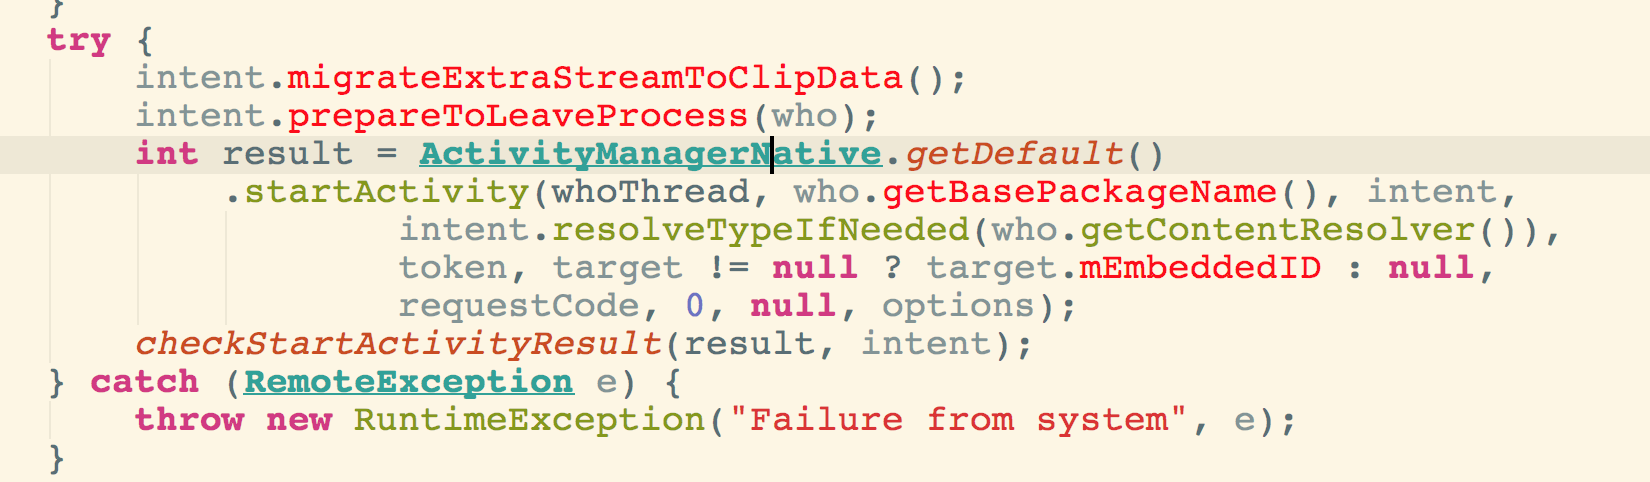 }
try {
intent.migrateExtraStreamToClipData();
intent.prepareToLeaveProcess(who);
int result = ActivityManagerNative.getDefault()
.startActivity(whoThread, who.getBasePackageName(), intent,
intent.resolveTypeIfNeeded(who.getContentResolver()),
token, target != null ? target.mEmbeddedID : null,
requestCode, 0, null, options);
checkStartActivityResult(result, intent);
} catch (RemoteException e) {
throw new RuntimeException("Failure from system", e);
}